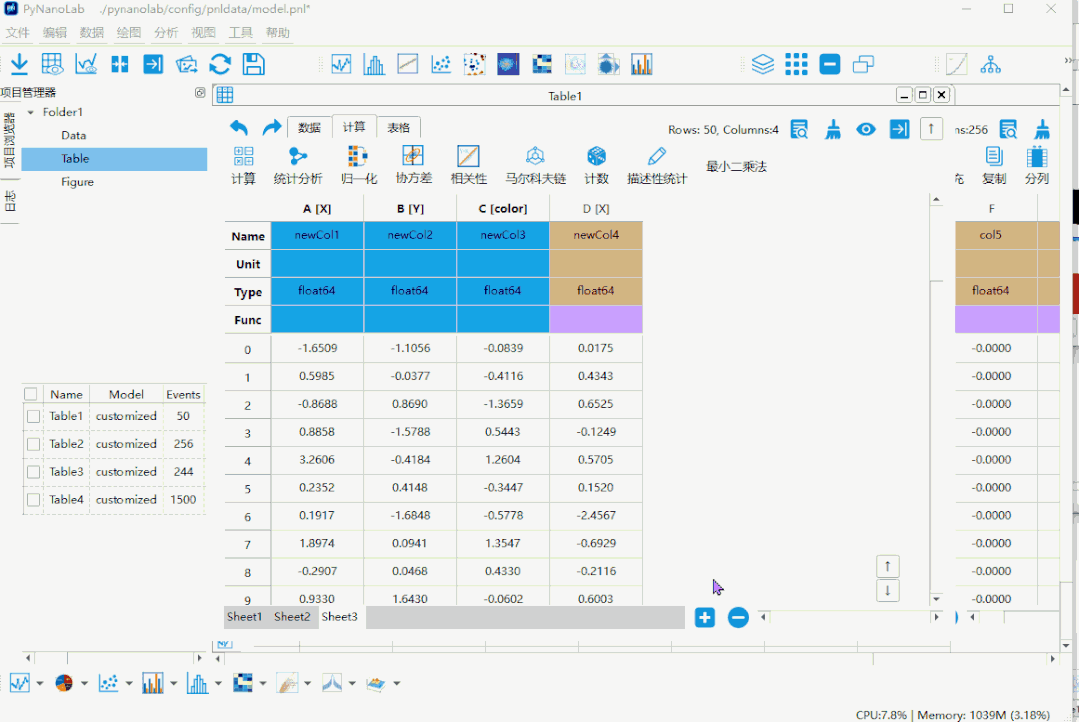 PyNanoLab ./pynanolab/config/pnldata/model.pnl*
文件 编辑 数据 绘图 分析 视图 工具 帮助
项目管理器
项目浏览器
日志
Folder1
Data
Table
Figure
Name Model Events
Table1 customized 50
Table2 customized 256
Table3 customized 244
Table4 customized 1500
Table1
数据 计算 表格
Rows: 50, Columns:4
ns:256
计算 统计分析 归一化 协方差 相关性 马尔科夫链 计数 描述性统计 最小二乘法
充 复制 分列
A [X] B [Y] C [color] D [X] F
Name newCol1 newCol2 newCol3 newCol4 col5
Unit
Type float64 float64 float64 float64 float64
Func
0 -1.6509 -1.1056 -0.0839 0.0175 -0.0000
1 0.5985 -0.0377 -0.4116 0.4343 -0.0000
2 -0.8688 0.8690 -1.3659 0.6525 -0.0000
3 0.8858 -1.5788 0.5443 -0.1249 -0.0000
4 3.2606 -0.4184 1.2604 0.5705 -0.0000
5 0.2352 0.4148 -0.3447 0.1520 -0.0000
6 0.1917 -1.6848 -0.5778 -2.4567 -0.0000
7 1.8974 0.0941 1.3547 -0.6929 -0.0000
8 -0.2907 0.0468 0.4330 -0.2116 -0.0000
9 0.9330 1.6430 -0.0602 0.6003 -0.0000
Sheet1 Sheet2 Sheet3
CPU:7.8% | Memory: 1039M (3.18%)